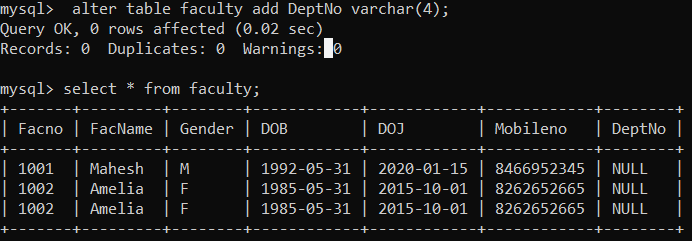 mysql>  alter table faculty add DeptNo varchar(4);
Query OK, 0 rows affected (0.02 sec)
Records: 0  Duplicates: 0  Warnings: 0
mysql> select * from faculty;
+-------+---------+--------+------------+------------+------------+--------+
| Facno | FacName | Gender | DOB        | DOJ        | Mobileno   | DeptNo |
+-------+---------+--------+------------+------------+------------+--------+
| 1001  | Mahesh  | M      | 1992-05-31 | 2020-01-15 | 8466952345 | NULL   |
| 1002  | Amelia  | F      | 1985-05-31 | 2015-10-01 | 8262652665 | NULL   |
| 1002  | Amelia  | F      | 1985-05-31 | 2015-10-01 | 8262652665 | NULL   |
+-------+---------+--------+------------+------------+------------+--------+